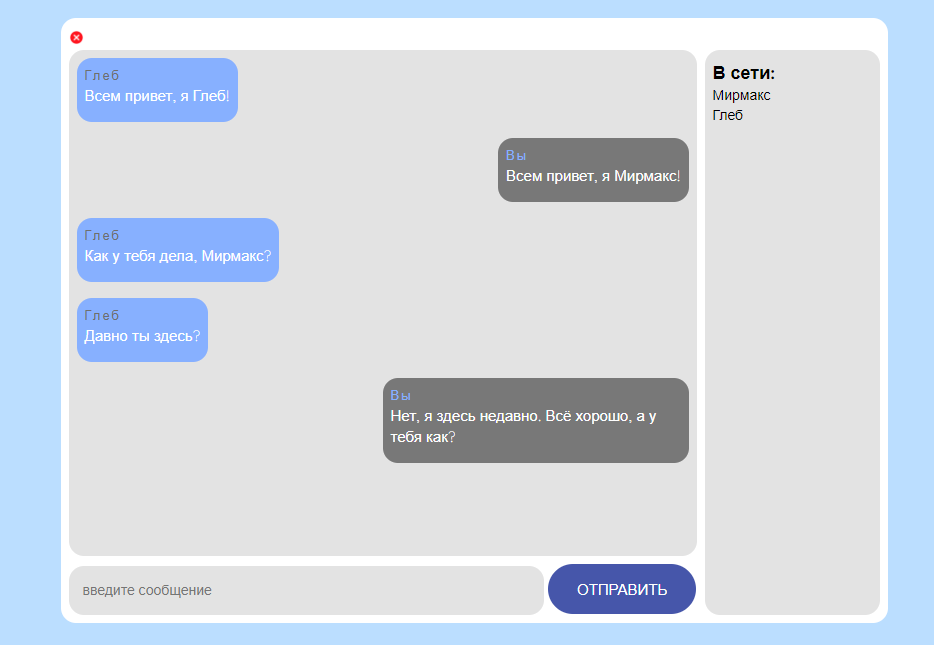 Глеб
Всем привет, я Глеб!
Вы
Всем привет, я Мирмакс!
Глеб
Как у тебя дела, Мирмакс?
Глеб
Давно ты здесь?
Вы
Нет, я здесь недавно. Всё хорошо, а у
тебя как?
введите сообщение
ОТПРАВИТЬ
В сети:
Мирмакс
Глеб